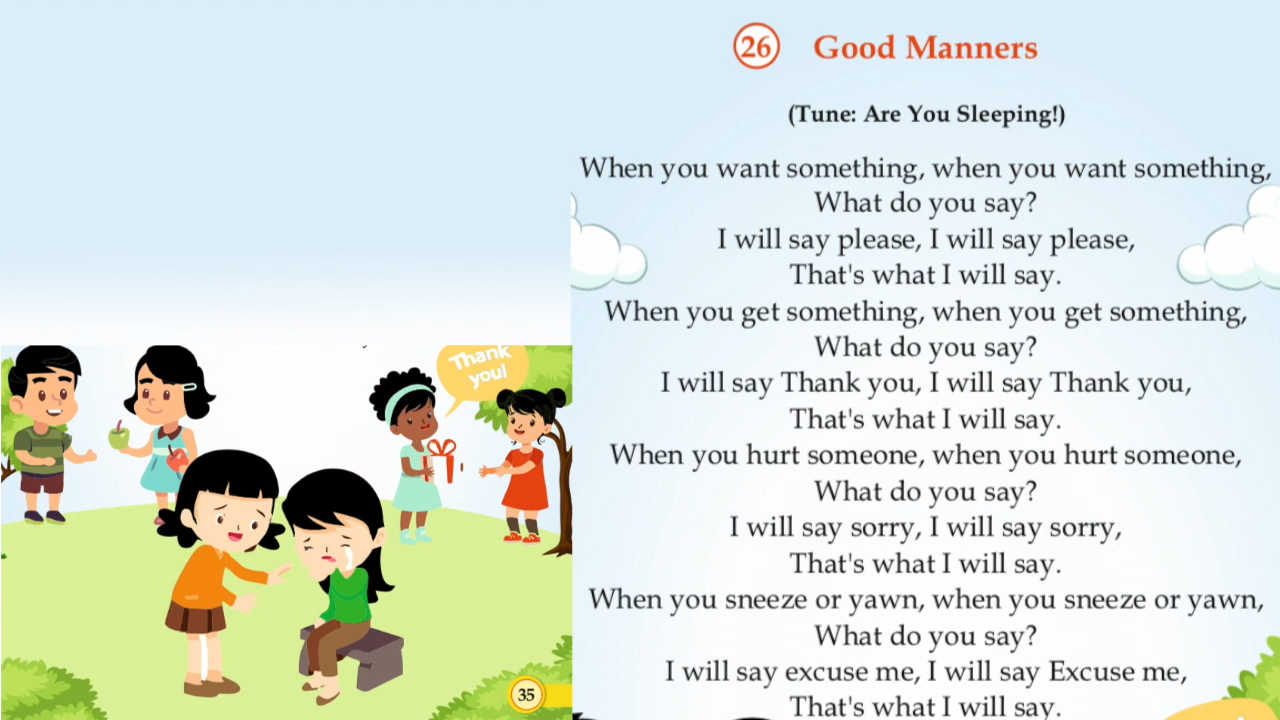 26 Good Manners
(Tune: Are You Sleeping!)
When you want something, when you want something,
What do you say?
I will say please, I will say please,
That's what I will say.
When you get something, when you get something,
What do you say?
I will say Thank you, I will say Thank you,
That's what I will say.
When you hurt someone, when you hurt someone,
What do you say?
I will say sorry, I will say sorry,
That's what I will say.
When you sneeze or yawn, when you sneeze or yawn,
What do you say?
I will say excuse me, I will say Excuse me,
That's what I will say.
Thank
you!
35